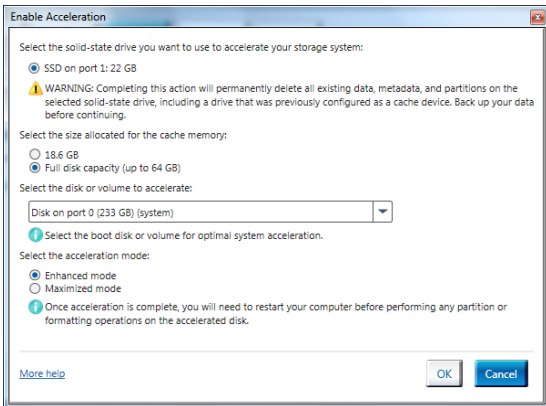 Enable Acceleration
Select the solid-state drive you want to use to accelerate your storage system:
SSD on port 1: 22 GB
WARNING: Completing this action will permanently delete all existing data, metadata, and partitions on the
selected solid-state drive, including a drive that was previously configured as a cache device. Back up your data
before continuing.
Select the size allocated for the cache memory:
18.6 GB
Full disk capacity (up to 64 GB)
Select the disk or volume to accelerate:
Disk on port 0 (233 GB) (system)
Select the boot disk or volume for optimal system acceleration.
Select the acceleration mode:
Enhanced mode
Maximized mode
Once acceleration is complete, you will need to restart your computer before performing any partition or
formatting operations on the accelerated disk.
More help
OK
Cancel